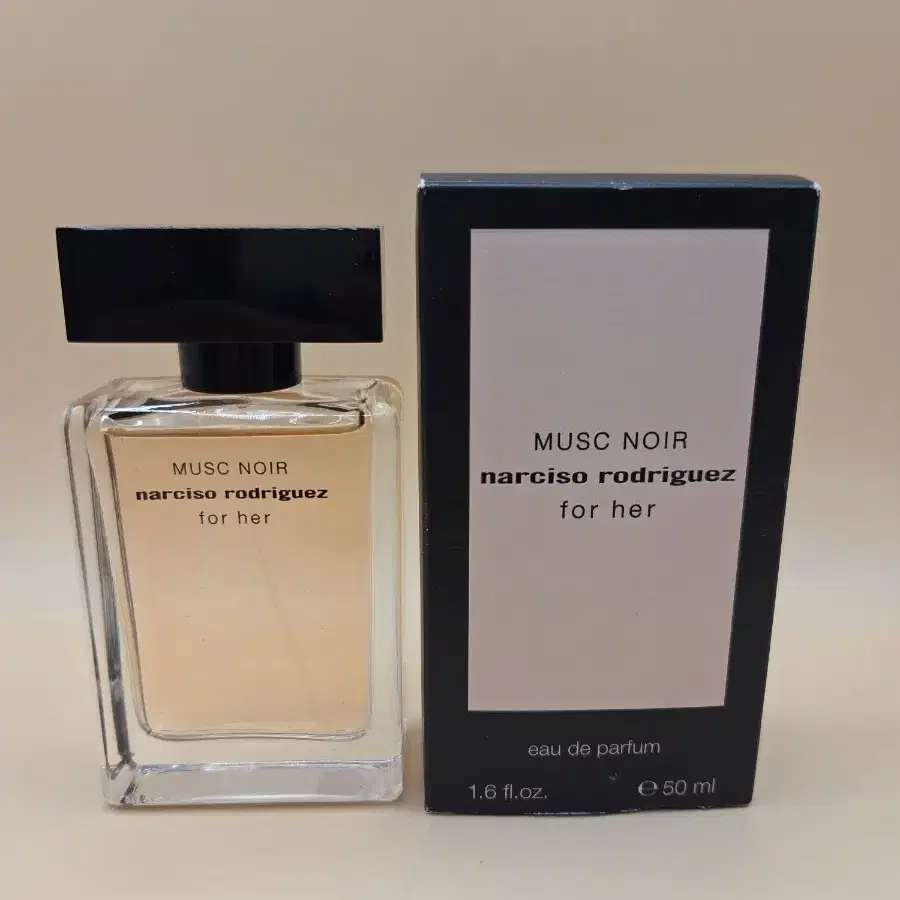 MUSC NOIR
narciso rodriguez
for her
MUSC NOIR
narciso rodriguez
for her
eau de parfum
1.6 fl.oz. ℮ 50 ml